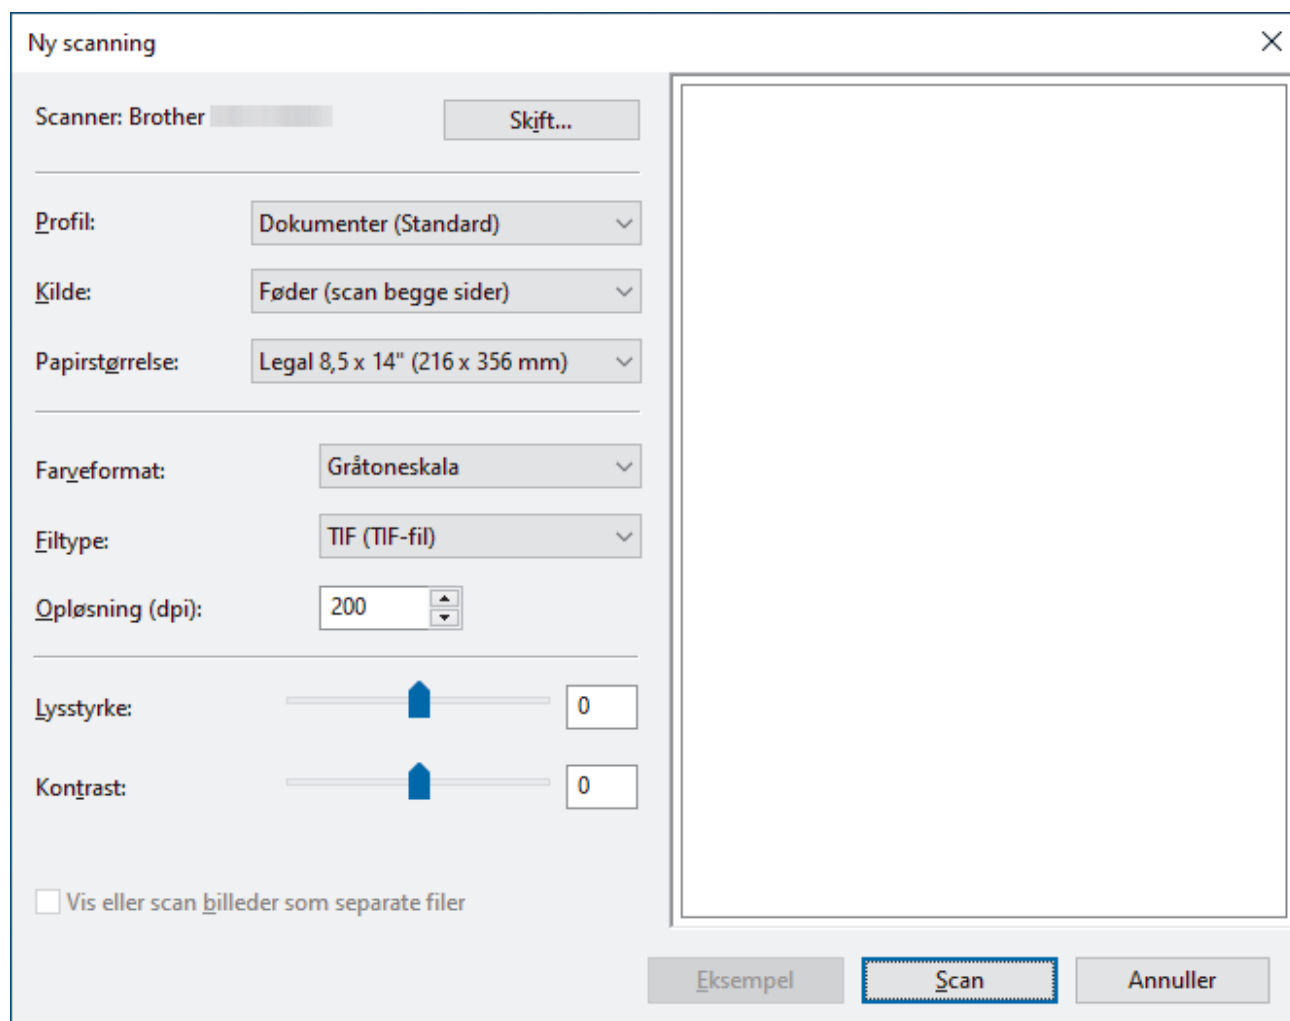 Ny scanning
Scanner: Brother
Skift...
Profil: Dokumenter (Standard)
Kilde: Føder (scan begge sider)
Papirstørrelse: Legal 8,5 x 14" (216 x 356 mm)
Farveformat: Gråtoneskala
Filtype: TIF (TIF-fil)
Opløsning (dpi): 200
Lysstyrke: 0
Kontrast: 0
Vis eller scan billeder som separate filer
Eksempel Scan Annuller